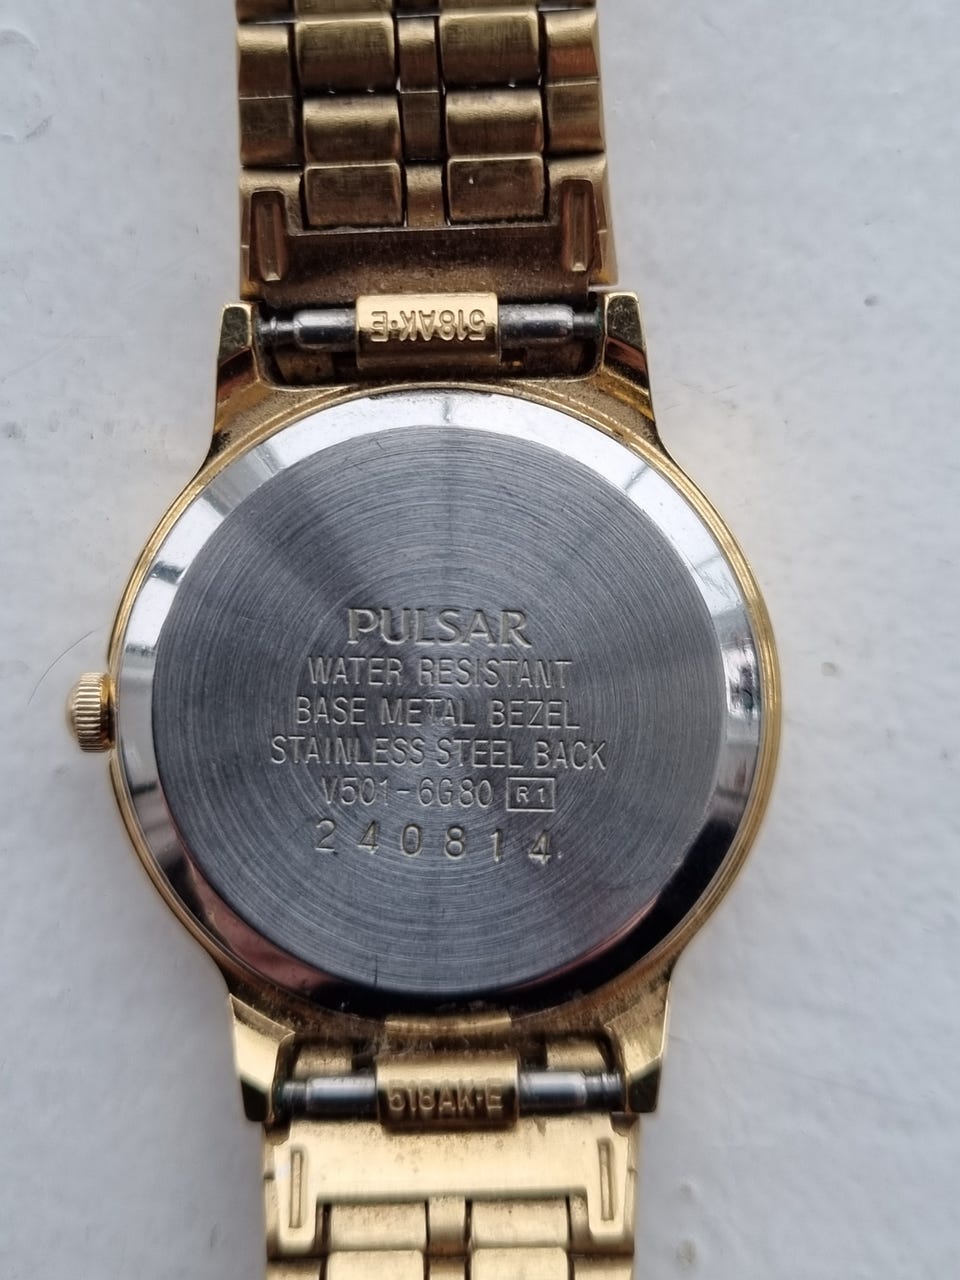 518AK·E
PULSAR
WATER RESISTANT
BASE METAL BEZEL
STAINLESS STEEL BACK
V501-6G80 R1
240814
518AK·E